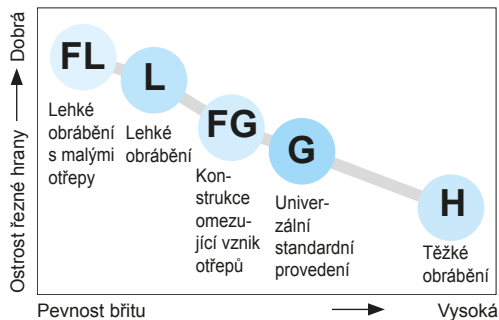 Ostrost řezné hrany
Dobrá
FL
Lehké
obrábění
s malými
otřepy
L
Lehké
obrábění
FG
Kon-
strukce
omezu-
jící vznik
otřepů
G
Univer-
zální
standardní
provedení
H
Těžké
obrábění
Pevnost břitu
Vysoká